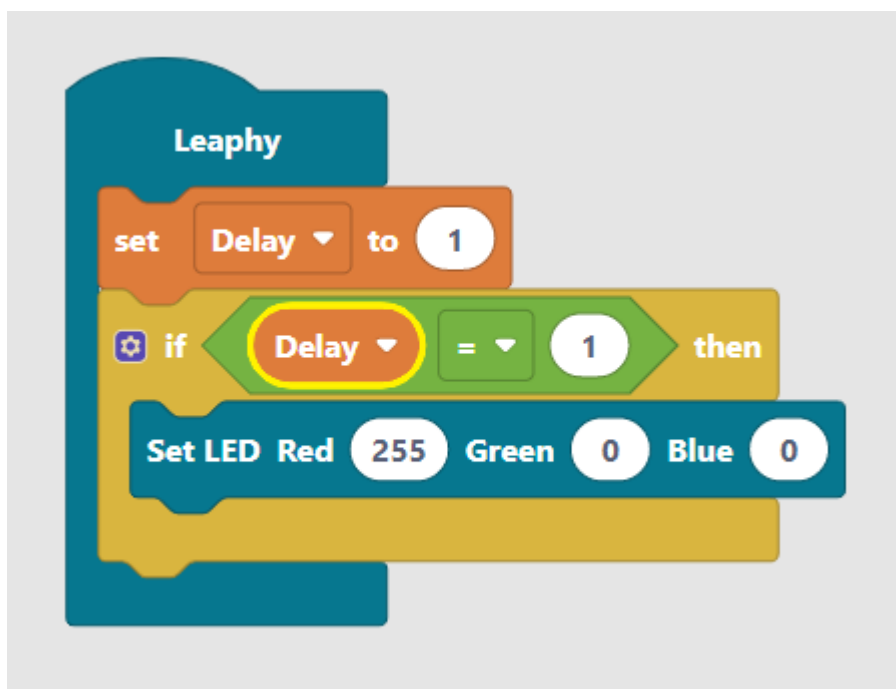 Leaphy
set Delay to 1
if Delay = 1 then
Set LED Red 255 Green 0 Blue 0